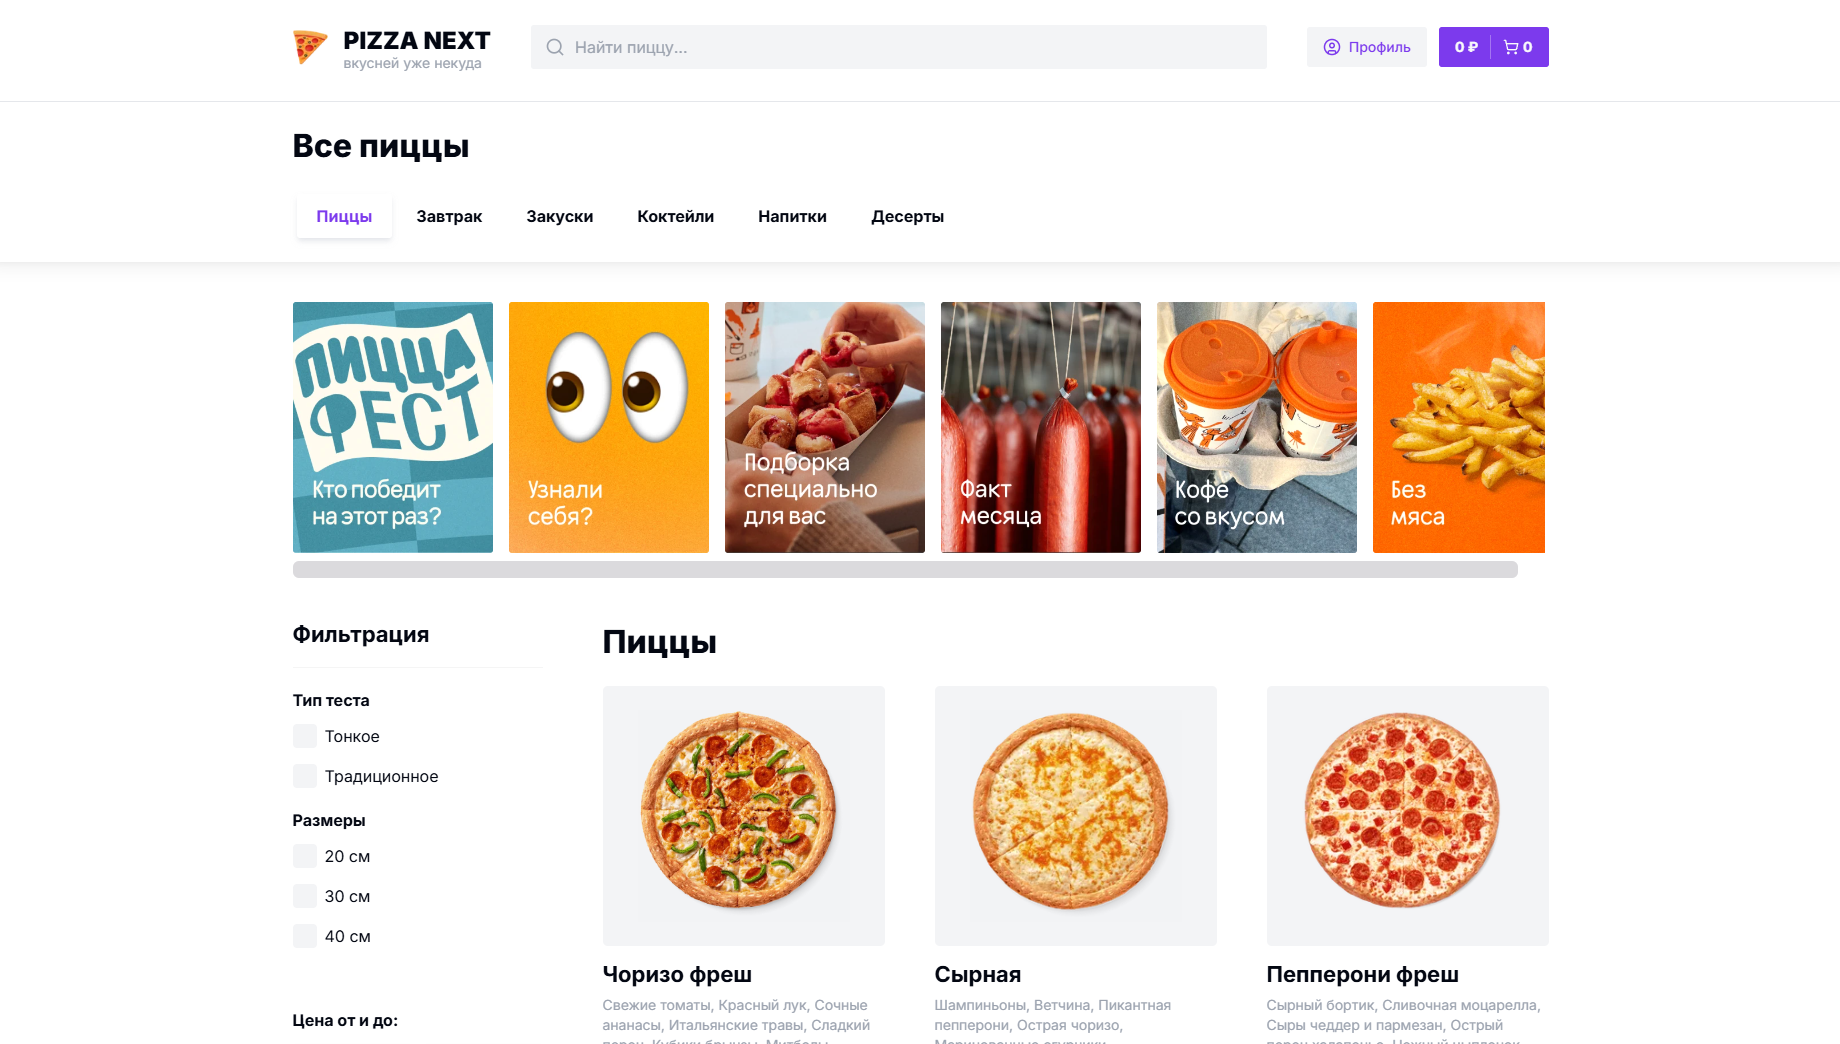 PIZZA NEXT
вкусней уже некуда
Найти пиццу...
Профиль
0 ₽
0
Все пиццы
Пиццы
Завтрак
Закуски
Коктейли
Напитки
Десерты
ПИЦЦА
ФЕСТ
Кто победит
на этот раз?
Узнали
себя?
Подборка
специально
для вас
Факт
месяца
Кофе
со вкусом
Без
мяса
Фильтрация
Тип теста
Тонкое
Традиционное
Размеры
20 см
30 см
40 см
Цена от и до:
Пиццы
Чоризо фреш
Свежие томаты, Красный лук, Сочные
ананасы, Итальянские травы, Сладкий
Сырная
Шампиньоны, Ветчина, Пикантная
пепперони, Острая чоризо,
Пепперони фреш
Сырный бортик, Сливочная моцарелла,
Сыры чеддер и пармезан, Острый